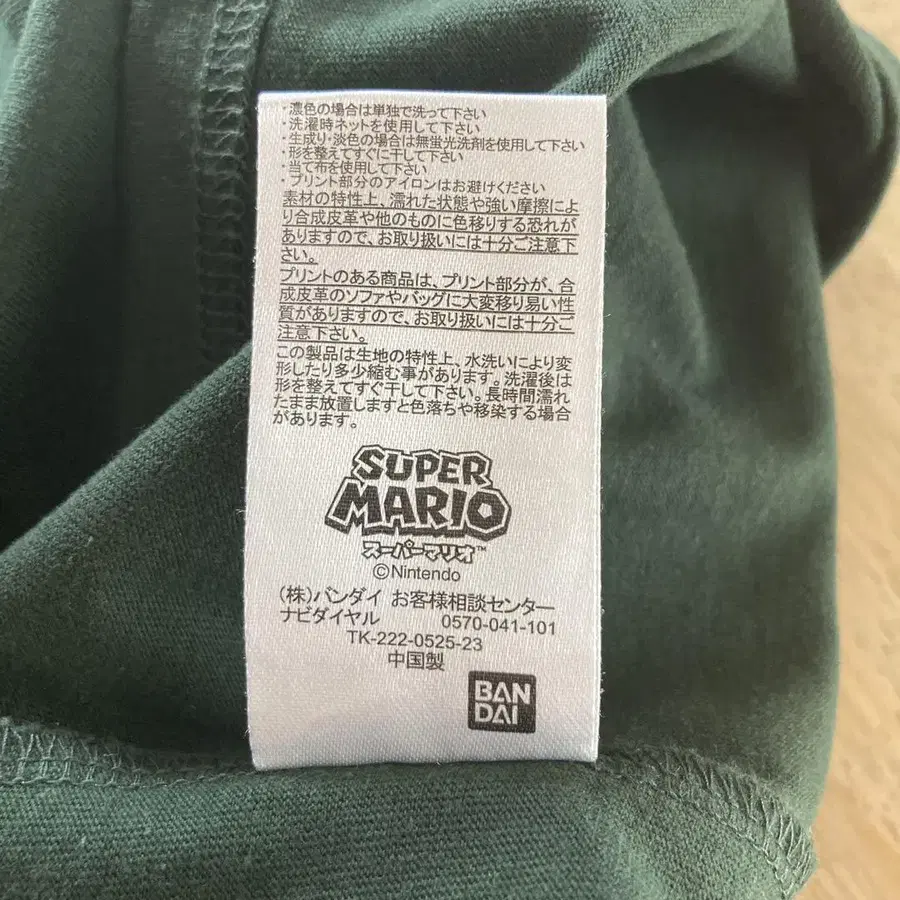 ・濃色の場合は単独で洗って下さい
・洗濯時ネットを使用して下さい
・生成り・淡色の場合は無蛍光洗剤を使用して下さい
・形を整えてすぐに干して下さい
・当て布を使用して下さい
・プリント部分のアイロンはお避けください
素材の特性上、濡れた状態や強い摩擦によ
り合成皮革や他のものに色移りする恐れが
ありますので、お取り扱いには十分ご注意下
さい。
プリントのある商品は、プリント部分が、合
成皮革のソファやバッグに大変移り易い性
質がありますので、お取り扱いには十分ご
注意下さい。
この製品は生地の特性上、水洗いにより変
形したり多少縮む事があります。洗濯後は
形を整えてすぐ干して下さい。長時間濡れ
たまま放置しますと色落ちや移染する場合
があります。
SUPER
MARIO
スーパーマリオ™
©Nintendo
(株)バンダイ お客様相談センター
ナビダイヤル 0570-041-101
TK-222-0525-23
中国製
BAN
DAI